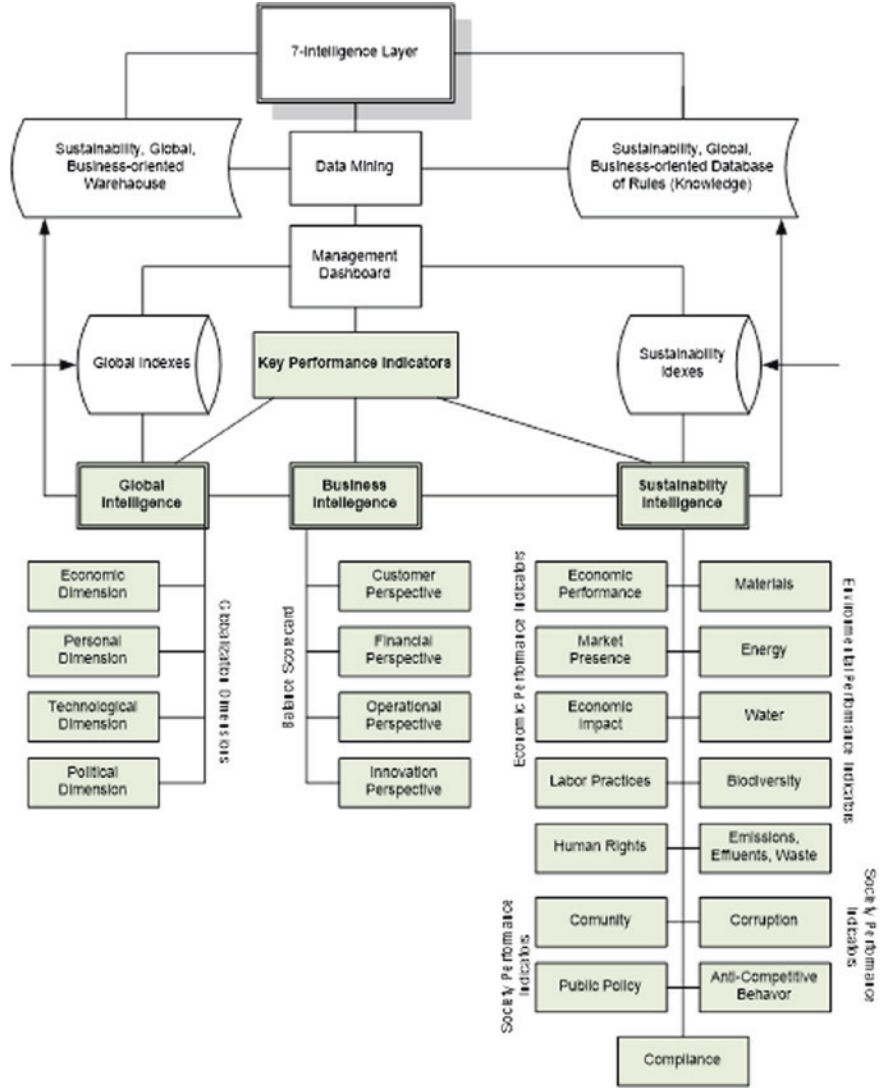 7-Intelligence Layer
Sustainability, Global,
Business-oriented
Warehaouse
Data Mining
Sustainability, Global,
Business-oriented Database
of Rules (Knowledge)
Management
Dashboard
Global Indexes
Key Performance Indicators
Sustainability
Idexes
Global
Intelligence
Business
Intellegence
Sustainability
Intelligence
Economic
Dimension
Personal
Dimension
Technological
Dimension
Political
Dimension
Globalization Dimensions
Balance Scorecard
Customer
Perspective
Financial
Perspective
Operational
Perspective
Innovation
Perspective
Economic Performance Indicators
Economic
Performance
Materials
Market
Presence
Energy
Economic
Impact
Water
Labor Practices
Biodiversity
Human Rights
Emissions,
Effluents, Waste
Environmental Performance Indicators
Society Performance
Indicators
Comunity
Corruption
Public Policy
Anti-Competitive
Behavor
Society Performance
Indicators
Compliance